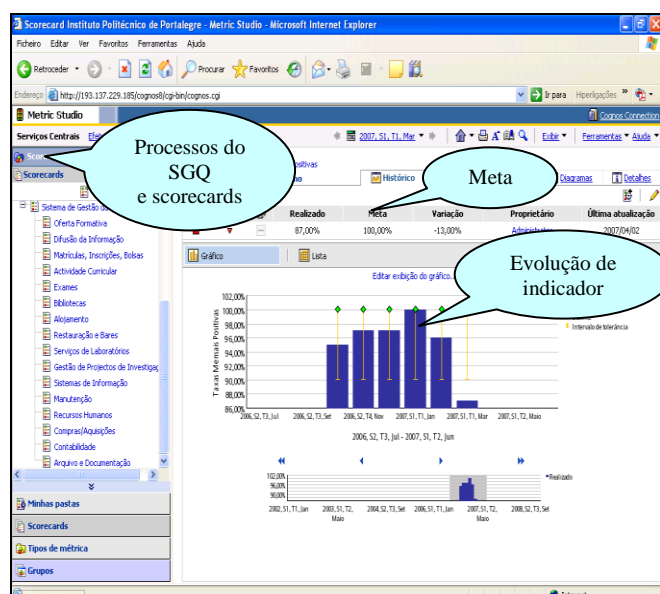 Scorecard Instituto Politécnico de Portalegre - Metric Studio - Microsoft Internet Explorer
Ficheiro Editar Ver Favoritos Ferramentas Ajuda
Retroceder Procurar Favoritos
Endereço http://193.137.229.185/cognos8/cgi-bin/cognos.cgi Ir para Hiperligações
Metric Studio Cognos Connection
Serviços Centrais 2007, S1, T1, Mar Exibir Ferramentas Ajuda
Processos do
SGQ
e scorecards
Meta
Evolução de
indicador
Scorecards
Histórico Diagramas Detalhes
Realizado Meta Variação Proprietário Última atualização
87,00% 100,00% -13,00% 2007/04/02
Sistema de Gestão
Oferta Formativa
Difusão da Informação
Matrículas, Inscrições, Bolsas
Actividade Curricular
Exames
Bibliotecas
Alojamento
Restauração e Bares
Serviços de Laboratórios
Gestão de Projectos de Investigaç
Sistemas de Informação
Manutenção
Recursos Humanos
Compras/Aquisições
Contabilidade
Arquivo e Documentação
Minhas pastas
Scorecards
Tipos de métrica
Grupos
Gráfico Lista
Editar exibição do gráfico...
Intervalo de tolerância
Taxas Mensais Positivas
102,00%
100,00%
98,00%
96,00%
94,00%
92,00%
90,00%
88,00%
86,00%
2006, S2, T3, Jul 2006, S2, T3, Set 2006, S2, T4, Nov 2007, S1, T1, Jan 2007, S1, T1, Mar 2007, S1, T2, Maio
2006, S2, T3, Jul - 2007, S1, T2, Jun
102,00%
96,00%
90,00%
Realizado
2002, S1, T1, Jan 2003, S1, T2, Maio 2004, S2, T3, Set 2006, S1, T1, Jan 2007, S1, T2, Maio 2008, S2, T3, Set